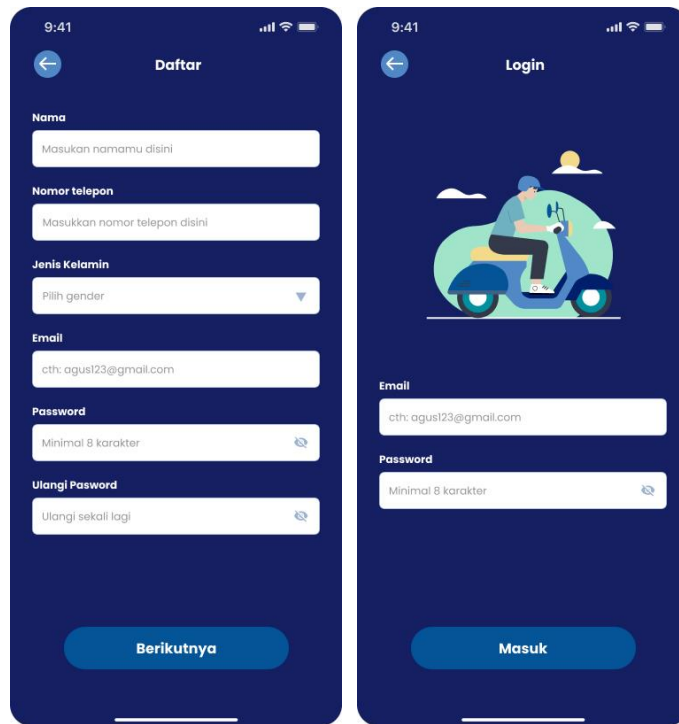 9:41
Daftar
Nama
Masukan namamu disini
Nomor telepon
Masukkan nomor telepon disini
Jenis Kelamin
Pilih gender
Email
cth: agus123@gmail.com
Password
Minimal 8 karakter
Ulangi Pasword
Ulangi sekali lagi
Berikutnya
9:41
Login
Email
cth: agus123@gmail.com
Password
Minimal 8 karakter
Masuk